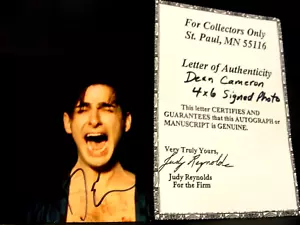 For Collectors Only
St. Paul, MN 55116
Letter of Authenticity
Dean Cameron
4x6 Signed Photo
This letter CERTIFIES AND
GUARANTEES that this AUTOGRAPH or
MANUSCRIPT is GENUINE.
Very Truly Yours,
Judy Reynolds
Judy Reynolds
For the Firm